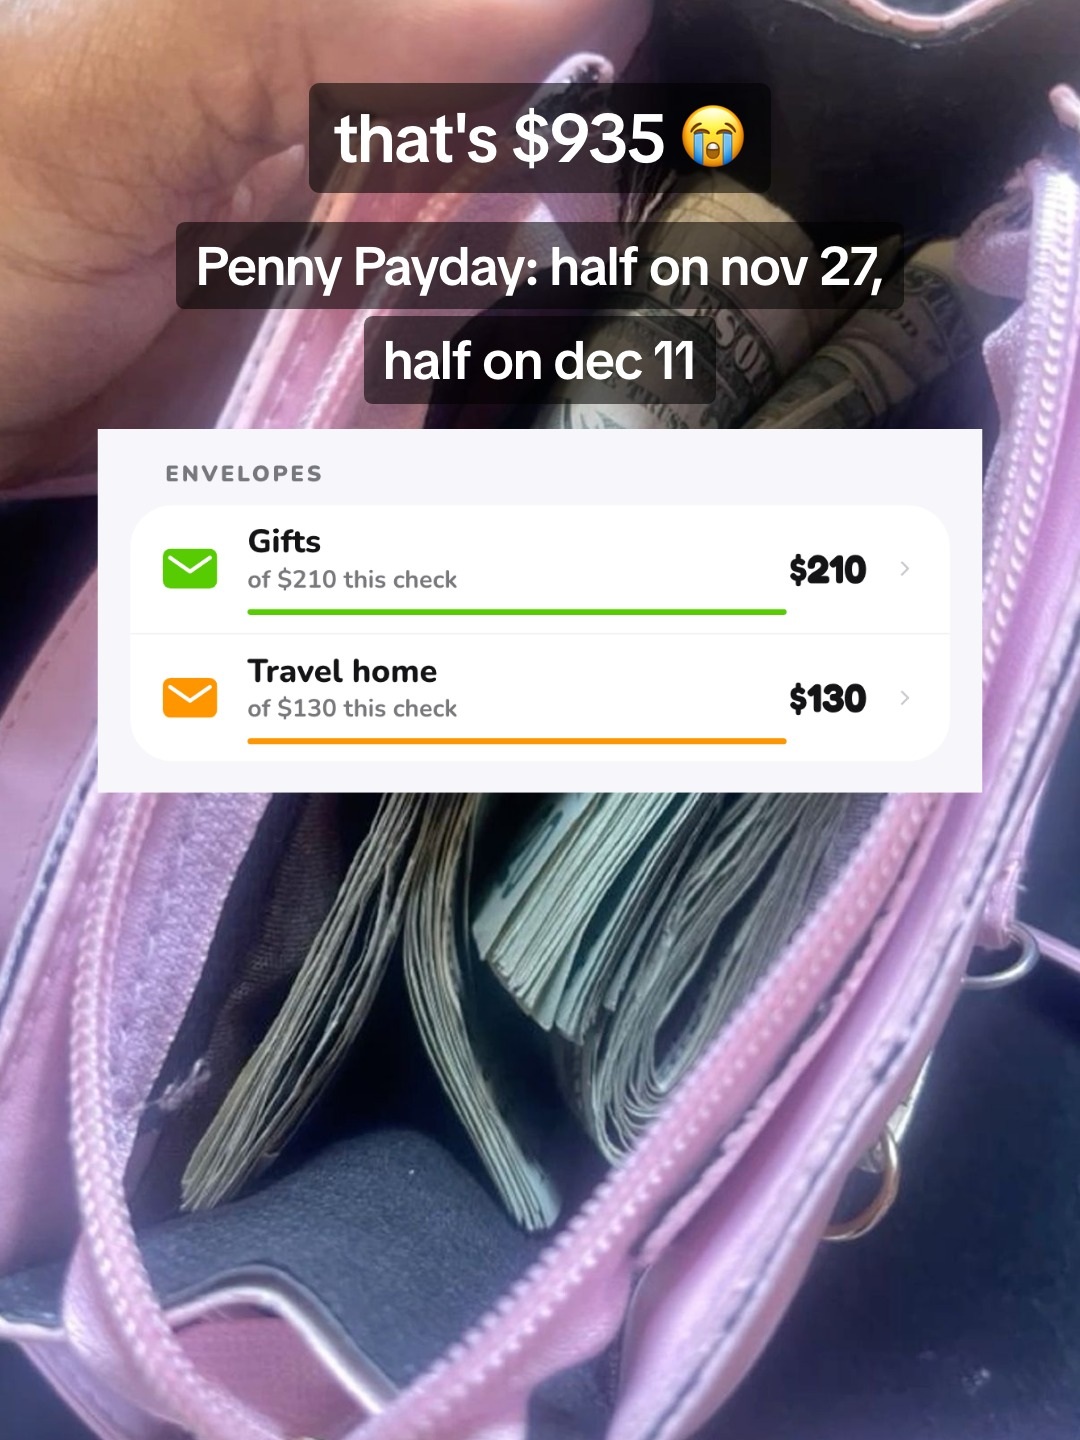 that's $935 😭
Penny Payday: half on nov 27,
half on dec 11
ENVELOPES
Gifts
of $210 this check
$210
Travel home
of $130 this check
$130